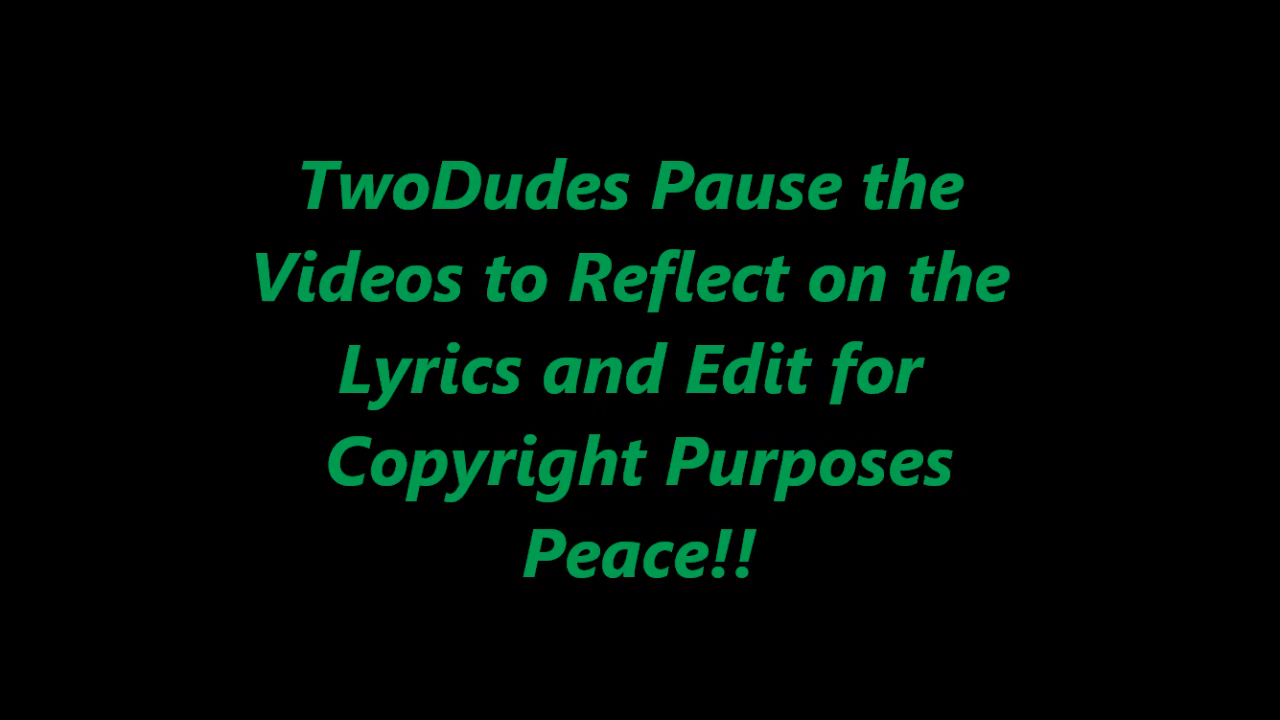 TwoDudes Pause the
Videos to Reflect on the
Lyrics and Edit for
Copyright Purposes
Peace!!